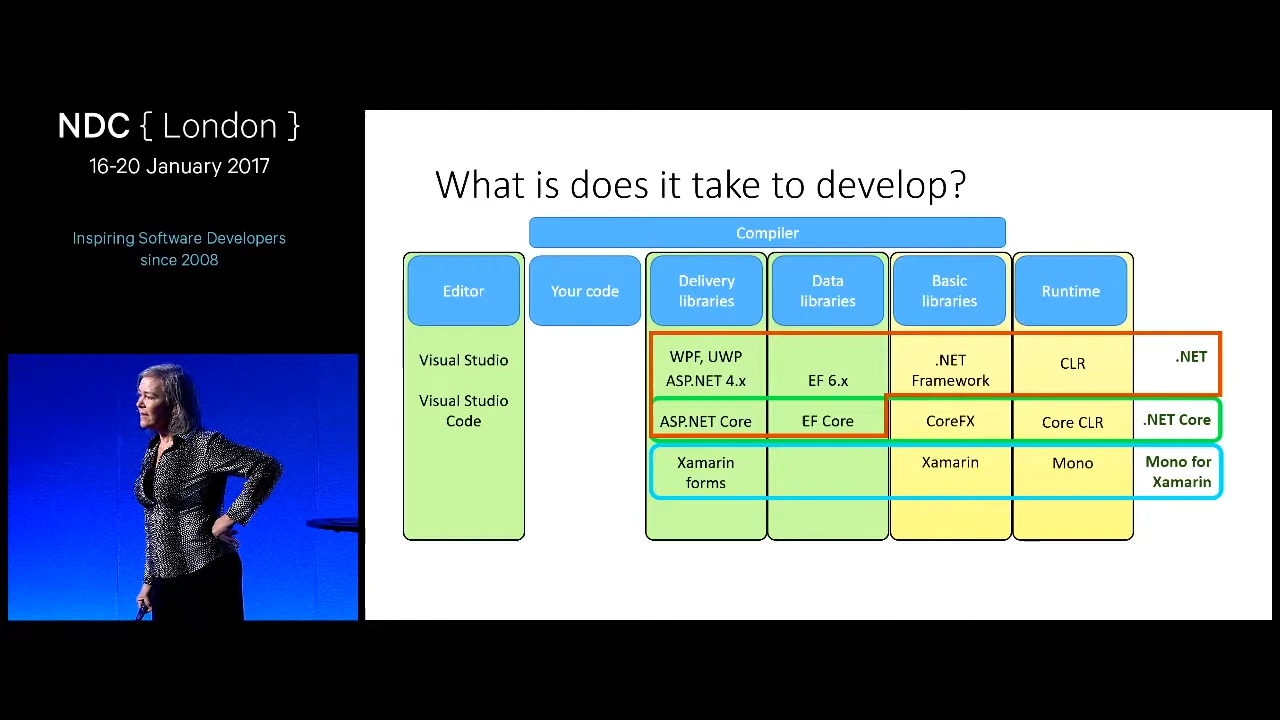 NDC { London }
16-20 January 2017
Inspiring Software Developers
since 2008
What is does it take to develop?
Compiler
Editor
Your code
Delivery
libraries
Data
libraries
Basic
libraries
Runtime
Visual Studio
Visual Studio
Code
WPF, UWP
ASP.NET 4.x
EF 6.x
.NET
Framework
CLR
.NET
ASP.NET Core
EF Core
CoreFX
Core CLR
.NET Core
Xamarin
forms
Xamarin
Mono
Mono for
Xamarin